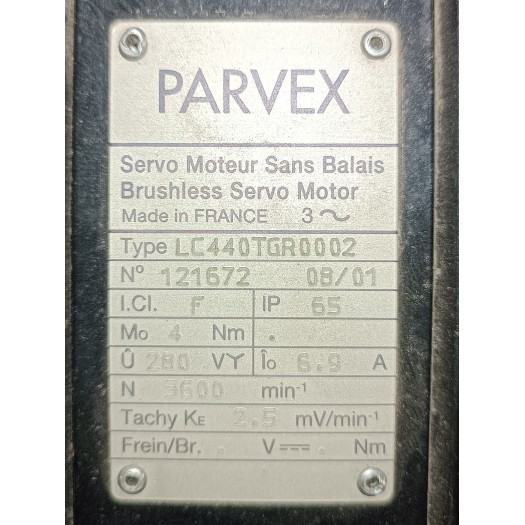 PARVEX
Servo Moteur Sans Balais
Brushless Servo Motor
Made in FRANCE 3～
Type LC440TGR0002
N° 121672 08/01
I.Cl. F IP 65
Mo 4 Nm .
Û 280 VY Îo 6.9 A
N 3600 min-1
Tachy KE 2.5 mV/min-1
Frein/Br. . V⎓ . Nm